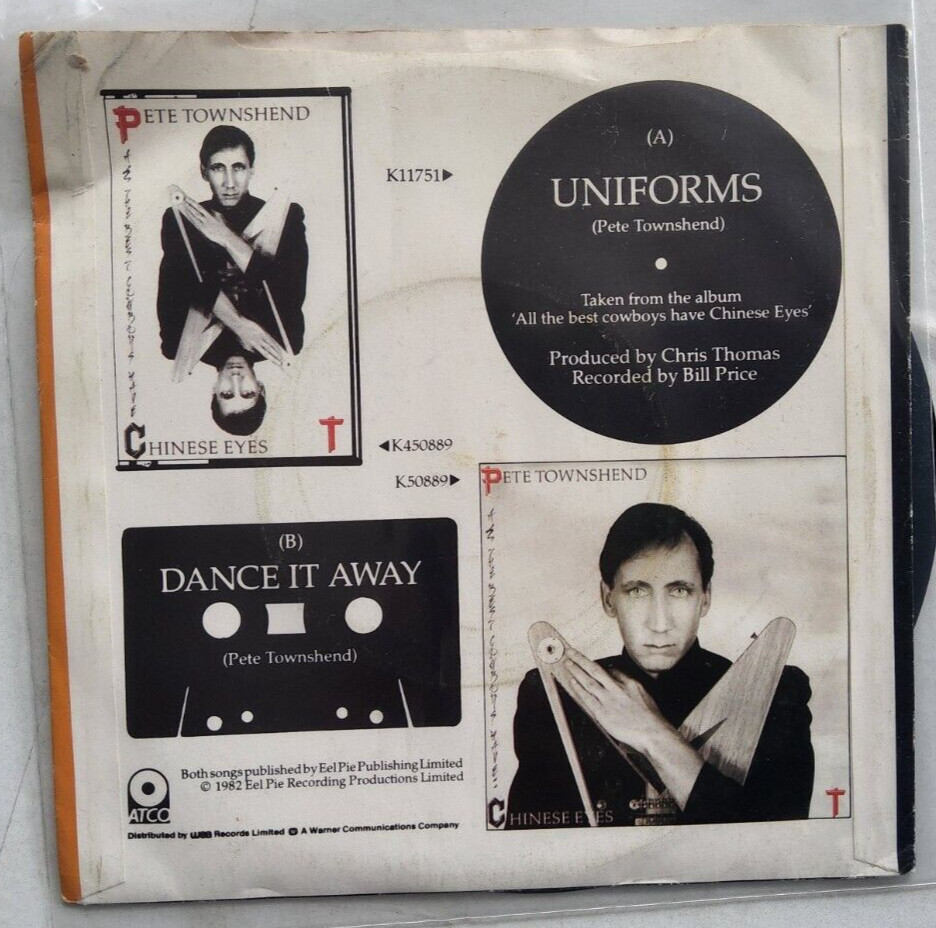 PETE TOWNSHEND
CHINESE EYES
T
K11751▶
(A)
UNIFORMS
(Pete Townshend)
Taken from the album
'All the best cowboys have Chinese Eyes'
Produced by Chris Thomas
Recorded by Bill Price
◀K450889
K50889▶
(B)
DANCE IT AWAY
(Pete Townshend)
PETE TOWNSHEND
CHINESE EYES
T
Both songs published by Eel Pie Publishing Limited
© 1982 Eel Pie Recording Productions Limited
ATCO
Distributed by wea Records Limited Ⓦ A Warner Communications Company